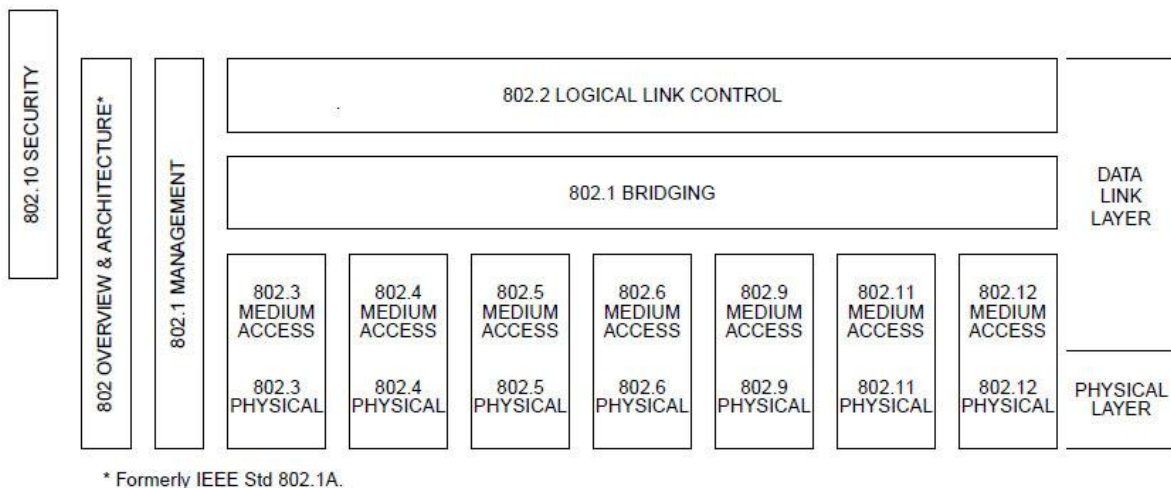 802.10 SECURITY
802 OVERVIEW & ARCHITECTURE*
802.1 MANAGEMENT
802.2 LOGICAL LINK CONTROL
802.1 BRIDGING
DATA
LINK
LAYER
802.3
MEDIUM
ACCESS
802.3
PHYSICAL
802.4
MEDIUM
ACCESS
802.4
PHYSICAL
802.5
MEDIUM
ACCESS
802.5
PHYSICAL
802.6
MEDIUM
ACCESS
802.6
PHYSICAL
802.9
MEDIUM
ACCESS
802.9
PHYSICAL
802.11
MEDIUM
ACCESS
802.11
PHYSICAL
802.12
MEDIUM
ACCESS
802.12
PHYSICAL
PHYSICAL
LAYER
* Formerly IEEE Std 802.1A.